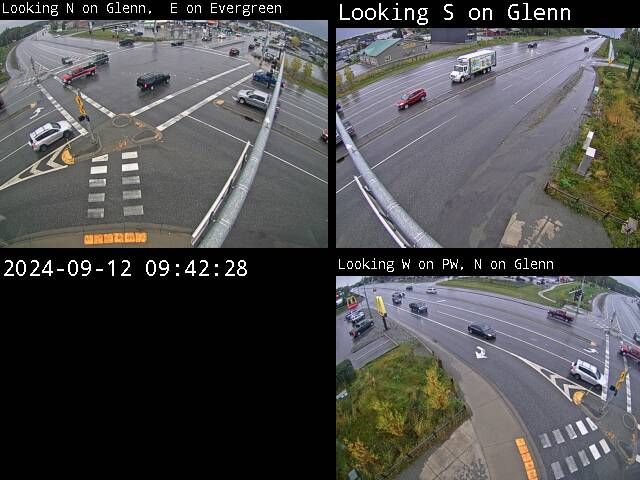 Looking N on Glenn, E on Evergreen
Looking S on Glenn
2024-09-12 09:42:28
Looking W on PW, N on Glenn